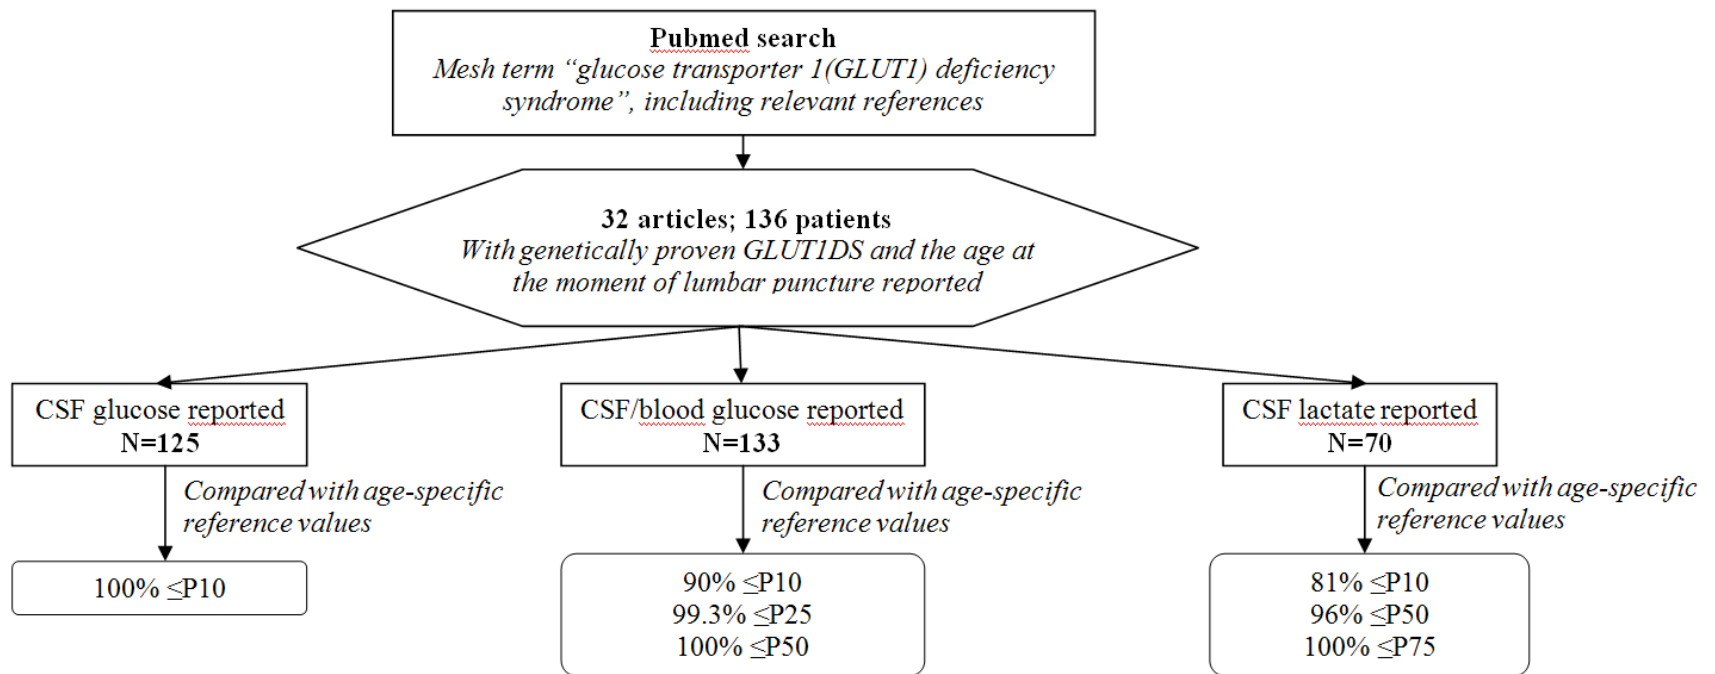 Pubmed search
Mesh term “glucose transporter 1(GLUT1) deficiency
syndrome”, including relevant references
32 articles; 136 patients
With genetically proven GLUT1DS and the age at
the moment of lumbar puncture reported
CSF glucose reported
N=125
CSF/blood glucose reported
N=133
CSF lactate reported
N=70
Compared with age-specific
reference values
Compared with age-specific
reference values
Compared with age-specific
reference values
100% ≤P10
90% ≤P10
99.3% ≤P25
100% ≤P50
81% ≤P10
96% ≤P50
100% ≤P75